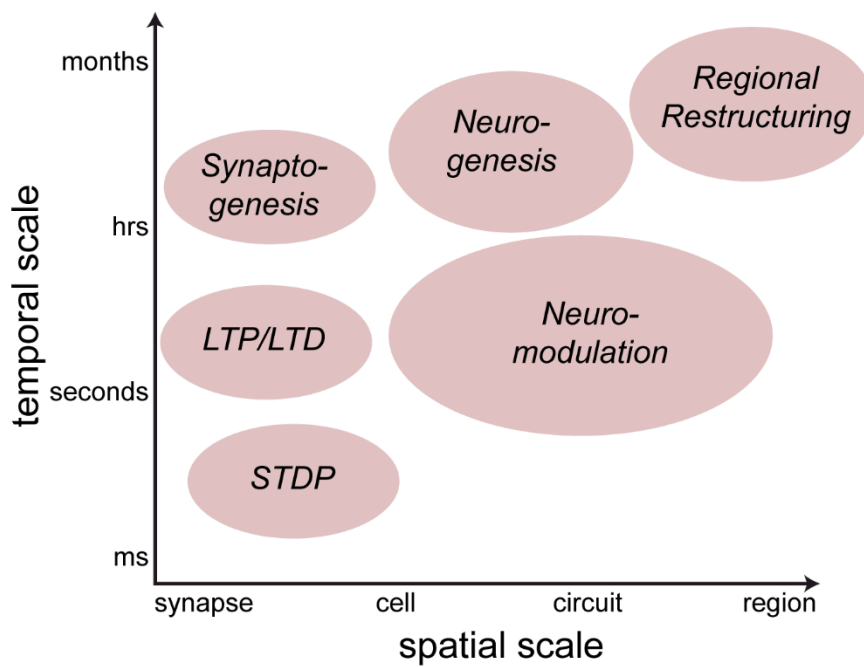 months
Regional
Restructuring
Neuro-
genesis
Synapto-
genesis
hrs
temporal scale
LTP/LTD
Neuro-
modulation
seconds
STDP
ms
synapse
cell
circuit
region
spatial scale